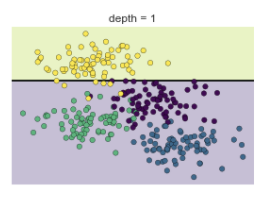 depth = 1